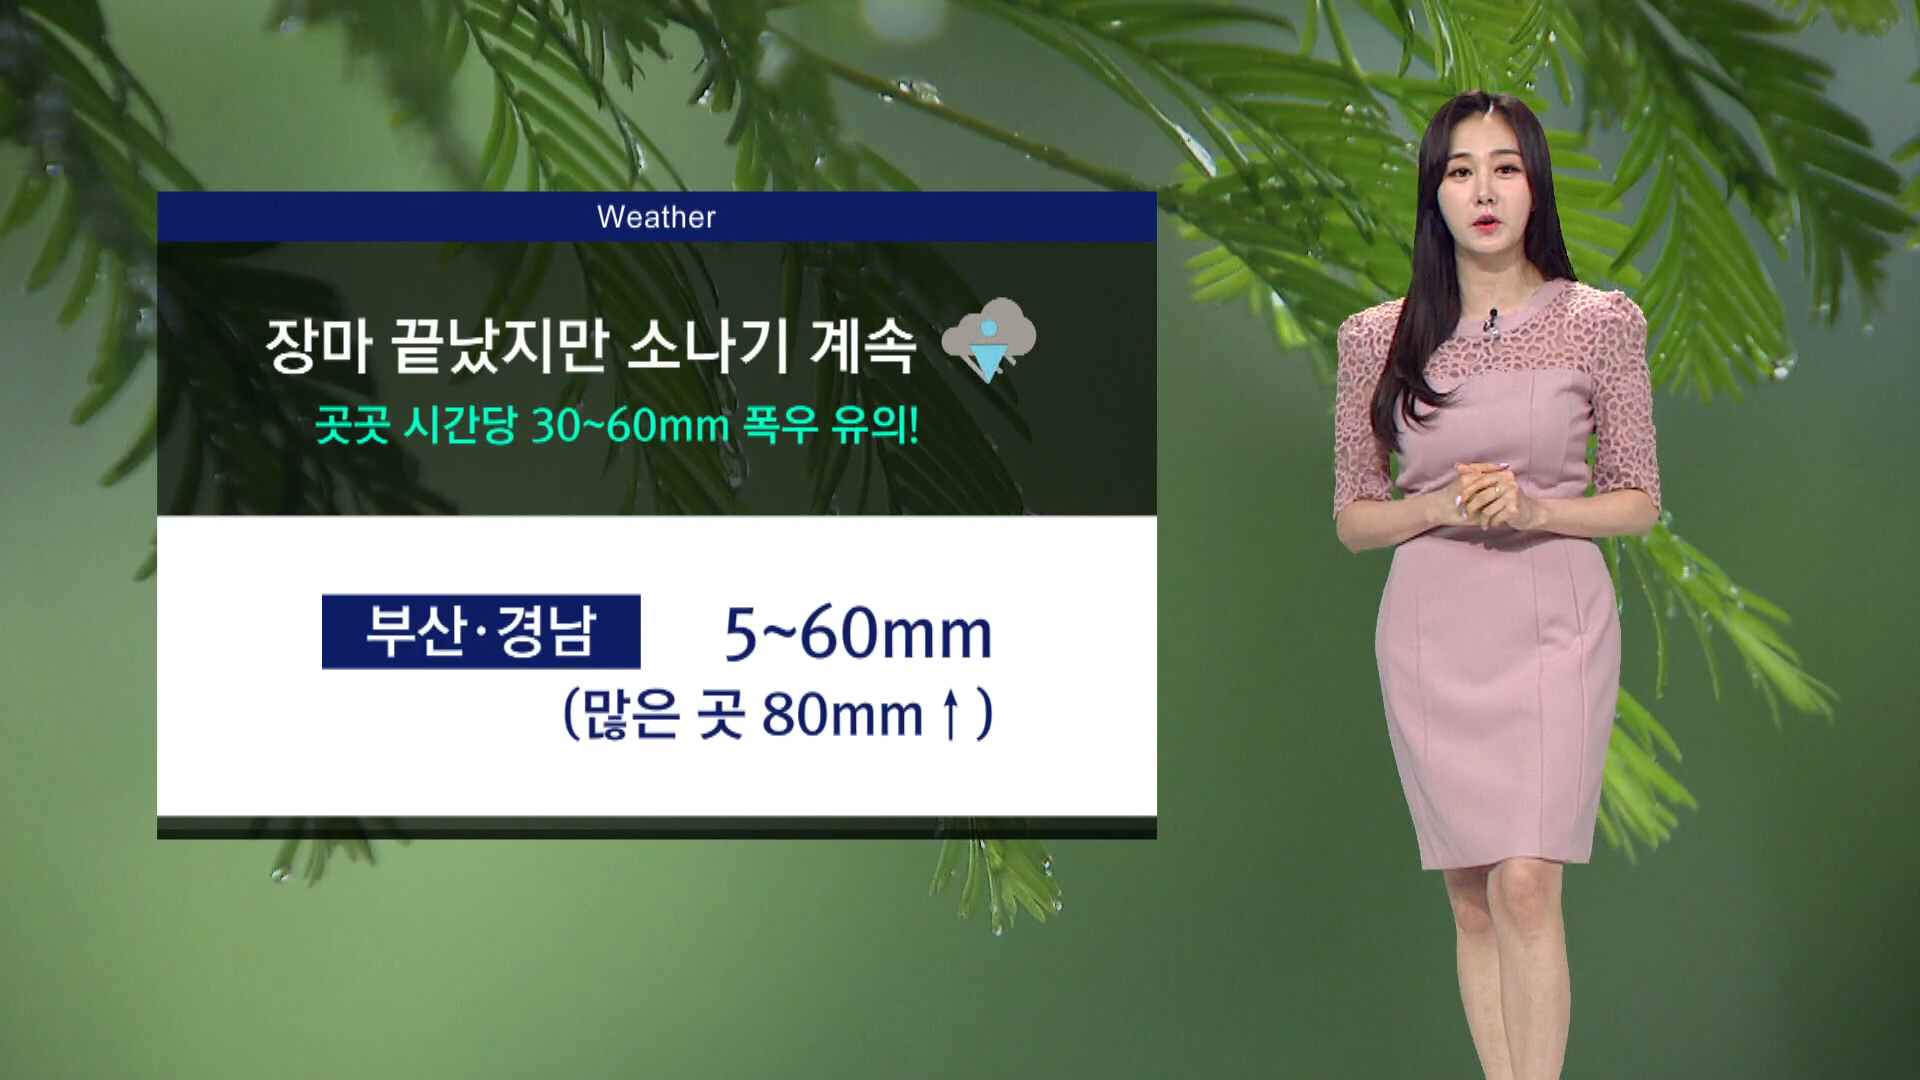 Weather
장마 끝났지만 소나기 계속
곳곳 시간당 30~60mm 폭우 유의!
부산·경남 5~60mm
(많은 곳 80mm↑)